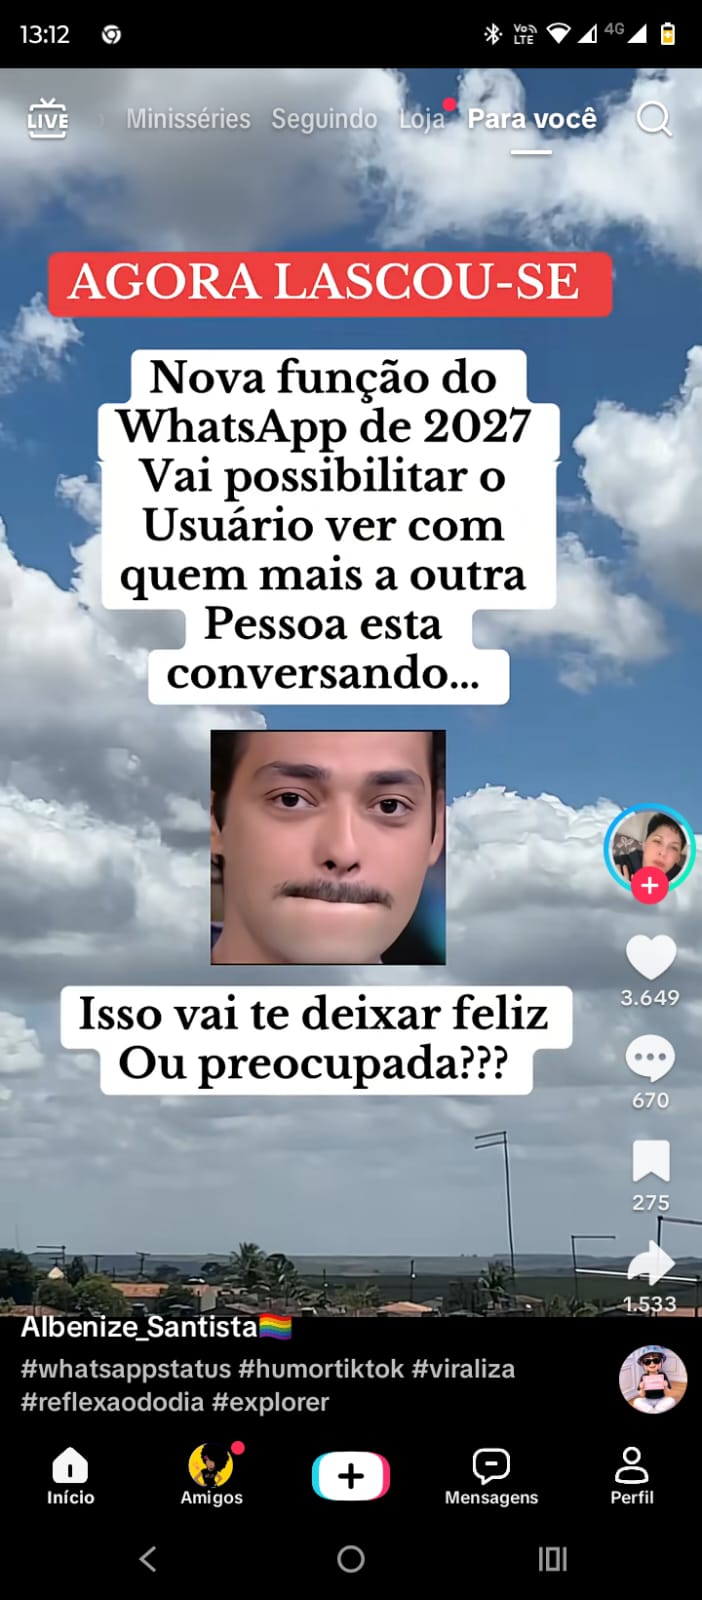 13:12
Vo)) LTE
4G
LIVE
Minisséries Seguindo Loja Para você
AGORA LASCOU-SE
Nova função do
WhatsApp de 2027
Vai possibilitar o
Usuário ver com
quem mais a outra
Pessoa esta
conversando...
Isso vai te deixar feliz
Ou preocupada???
3.649
670
275
1.533
Albenize_Santista🏳️‍🌈
#whatsappstatus #humortiktok #viraliza
#reflexaododia #explorer
Início Amigos Mensagens Perfil